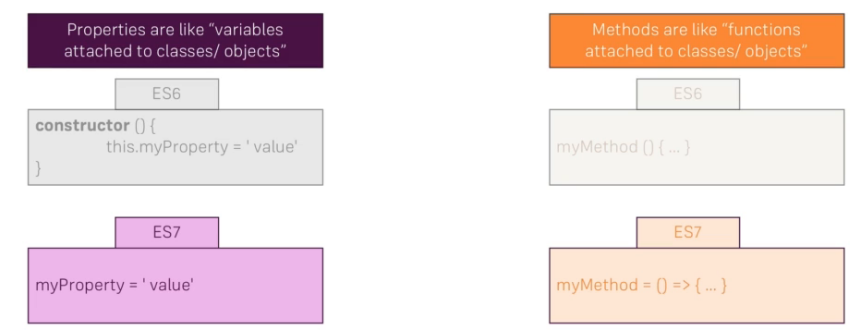 Properties are like “variables
attached to classes/ objects”
ES6
constructor () {
this.myProperty = ' value'
}
ES7
myProperty = ' value'
Methods are like “functions
attached to classes/ objects”
ES6
myMethod () { ... }
ES7
myMethod = () => { ... }